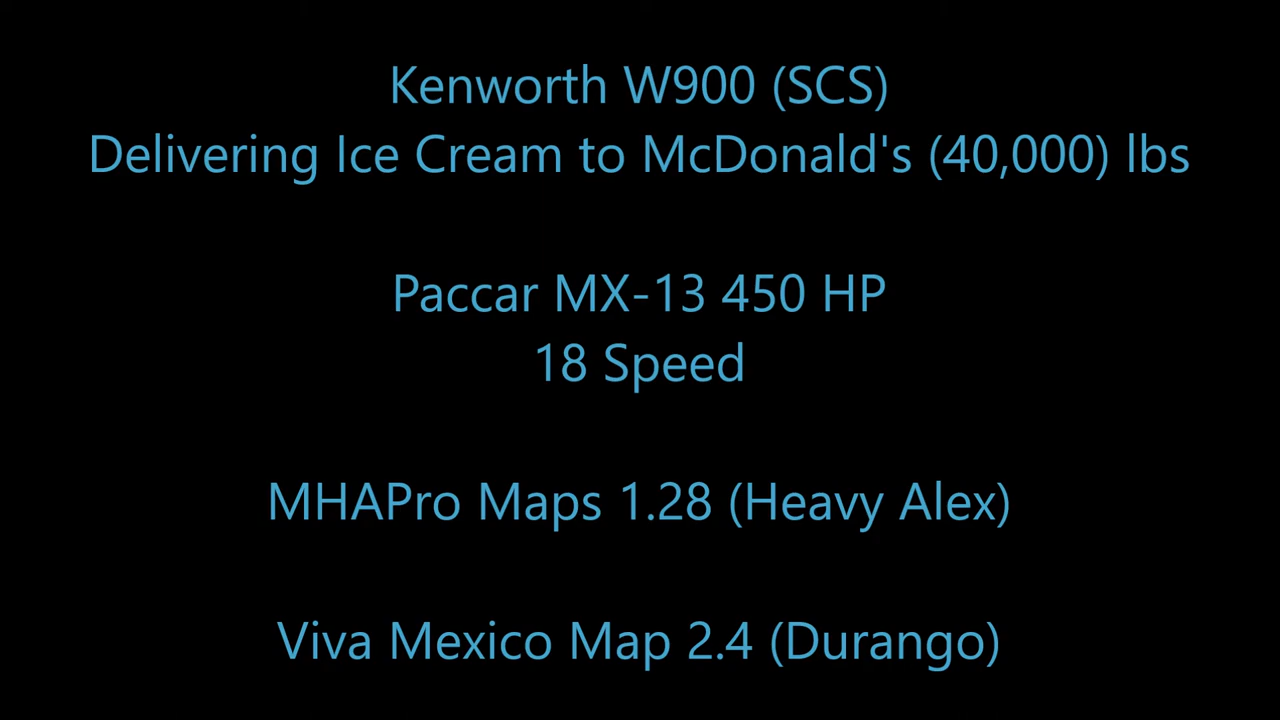 Kenworth W900 (SCS)
Delivering Ice Cream to McDonald's (40,000) lbs
Paccar MX-13 450 HP
18 Speed
MHAPro Maps 1.28 (Heavy Alex)
Viva Mexico Map 2.4 (Durango)